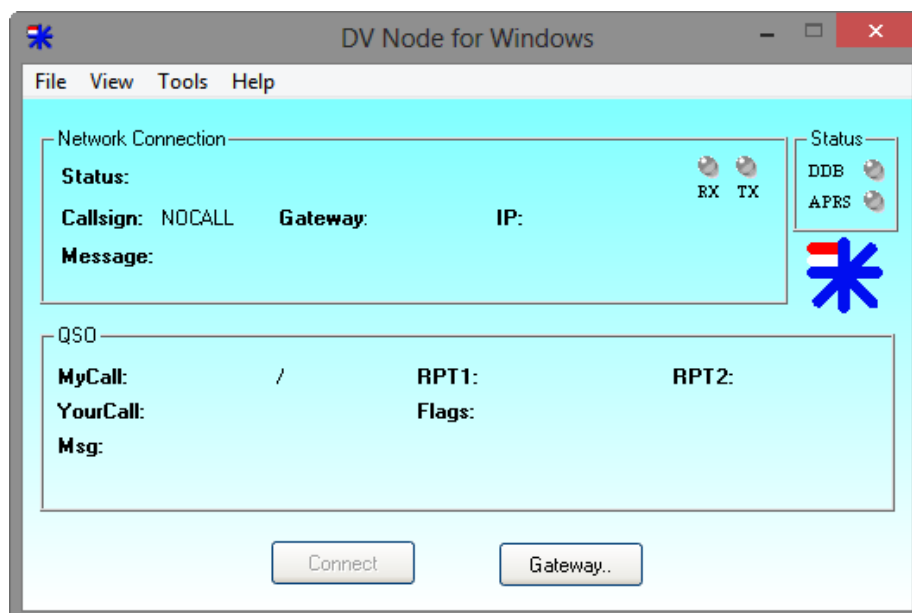 DV Node for Windows
File View Tools Help
Network Connection
Status:
RX TX
Callsign: NOCALL Gateway: IP:
Message:
Status
DDB
APRS
QSO
MyCall: / RPT1: RPT2:
YourCall: Flags:
Msg:
Connect Gateway..